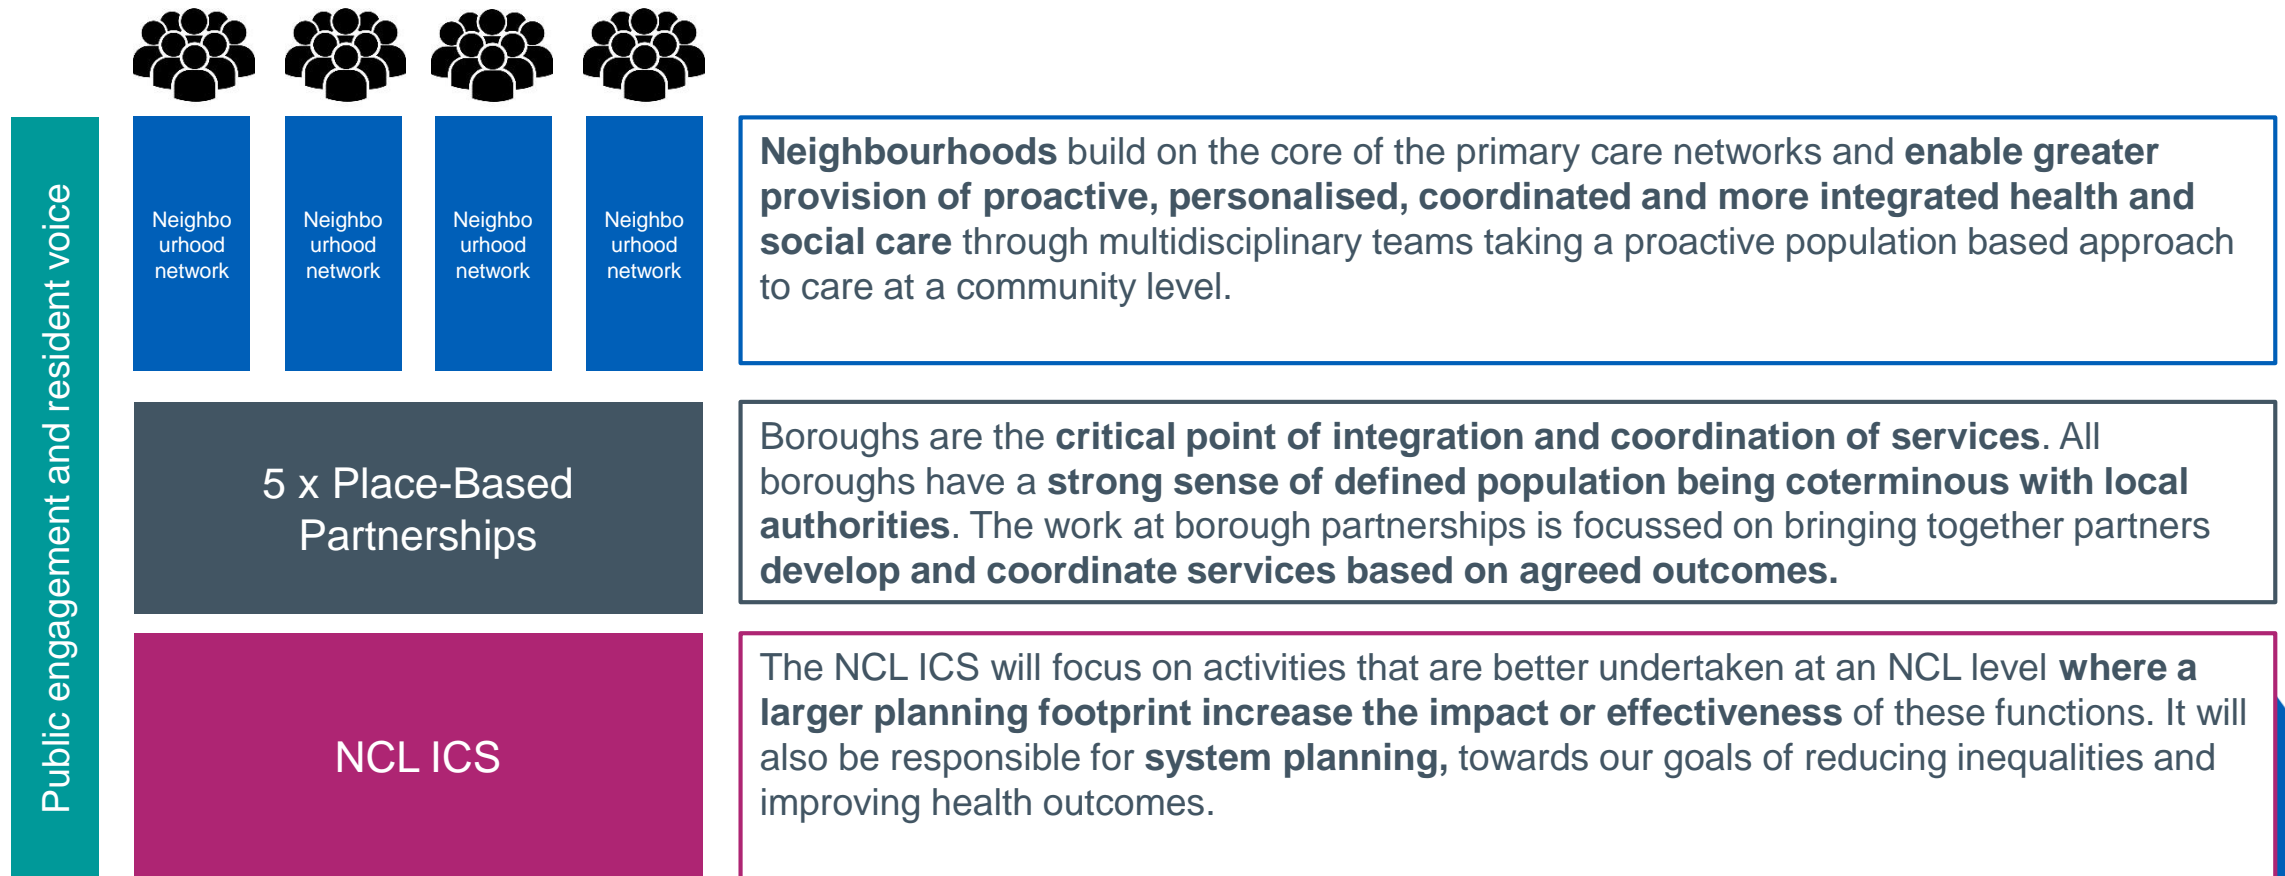 Public engagement and resident voice
Neighbo
urhood
network
Neighbo
urhood
network
Neighbo
urhood
network
Neighbo
urhood
network
Neighbourhoods build on the core of the primary care networks and enable greater
provision of proactive, personalised, coordinated and more integrated health and
social care through multidisciplinary teams taking a proactive population based approach
to care at a community level.
5 x Place-Based
Partnerships
Boroughs are the critical point of integration and coordination of services. All
boroughs have a strong sense of defined population being coterminous with local
authorities. The work at borough partnerships is focussed on bringing together partners
develop and coordinate services based on agreed outcomes.
NCL ICS
The NCL ICS will focus on activities that are better undertaken at an NCL level where a
larger planning footprint increase the impact or effectiveness of these functions. It will
also be responsible for system planning, towards our goals of reducing inequalities and
improving health outcomes.